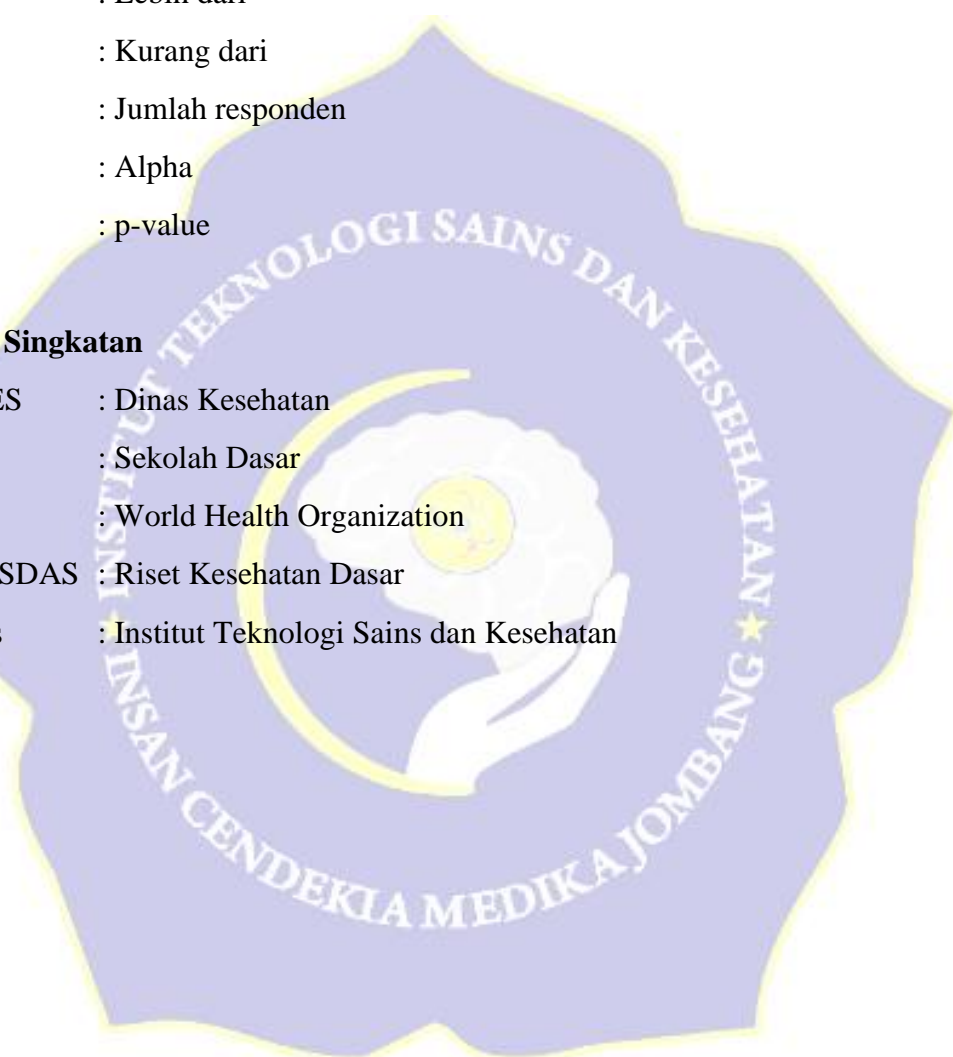 : Kurang dari
: Jumlah responden
: Alpha
: p-value
Singkatan
ES : Dinas Kesehatan
: Sekolah Dasar
: World Health Organization
SDAS : Riset Kesehatan Dasar
s : Institut Teknologi Sains dan Kesehatan
INSTITUT TEKNOLOGI SAINS DAN KESEHATAN
INSAN CENDEKIA MEDIKA JOMBANG